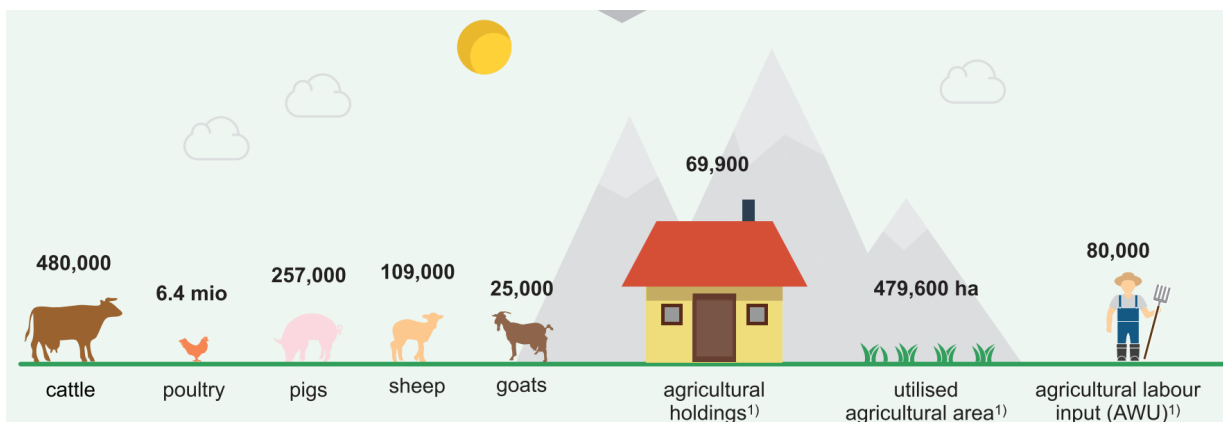 480,000
cattle
6.4 mio
poultry
257,000
pigs
109,000
sheep
25,000
goats
69,900
agricultural
holdings1)
479,600 ha
utilised
agricultural area1)
80,000
agricultural labour
input (AWU)1)